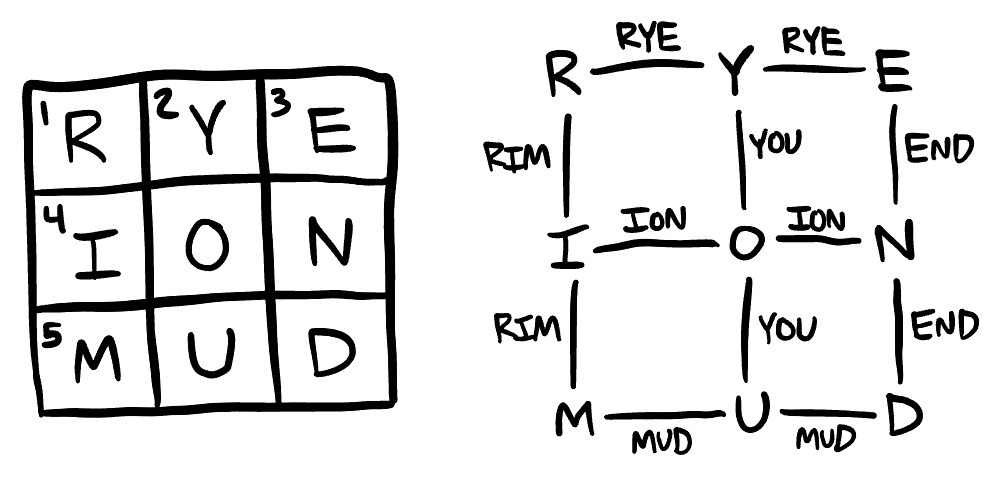 1 R 2 Y 3 E
4 I O N
5 M U D
RYE RYE
R Y E
RIM YOU END
ION ION
I O N
RIM YOU END
M U D
MUD MUD